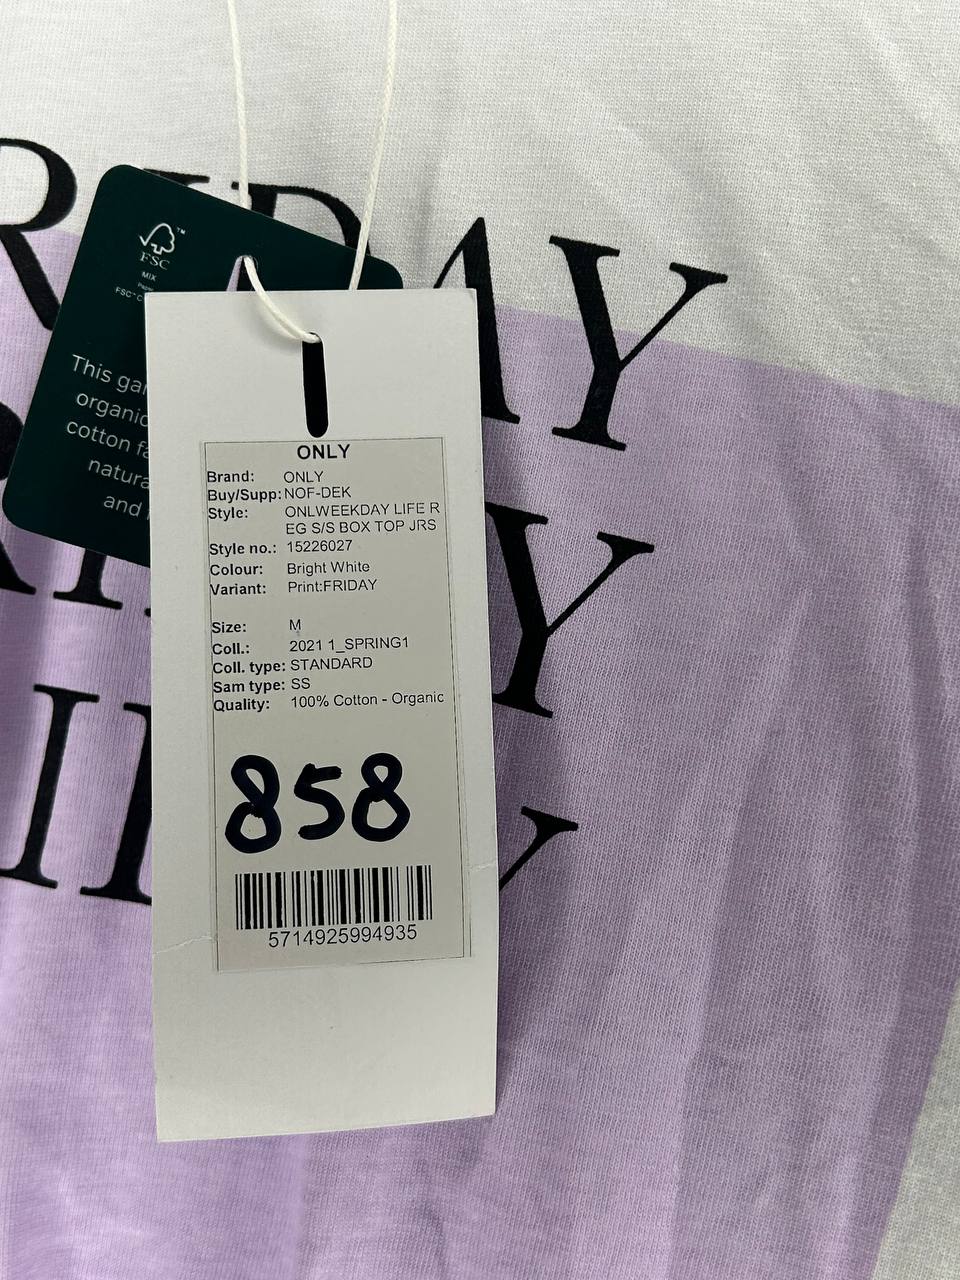 RIDAY
FSC™
MIX
This gar
organic
cotton fa
natura
and
ONLY
Brand: ONLY
Buy/Supp: NOF-DEK
Style: ONLWEEKDAY LIFE R
EG S/S BOX TOP JRS
Style no.: 15226027
Colour: Bright White
Variant: Print:FRIDAY
Size: M
Coll.: 2021 1_SPRING1
Coll. type: STANDARD
Sam type: SS
Quality: 100% Cotton - Organic
858
5714925994935